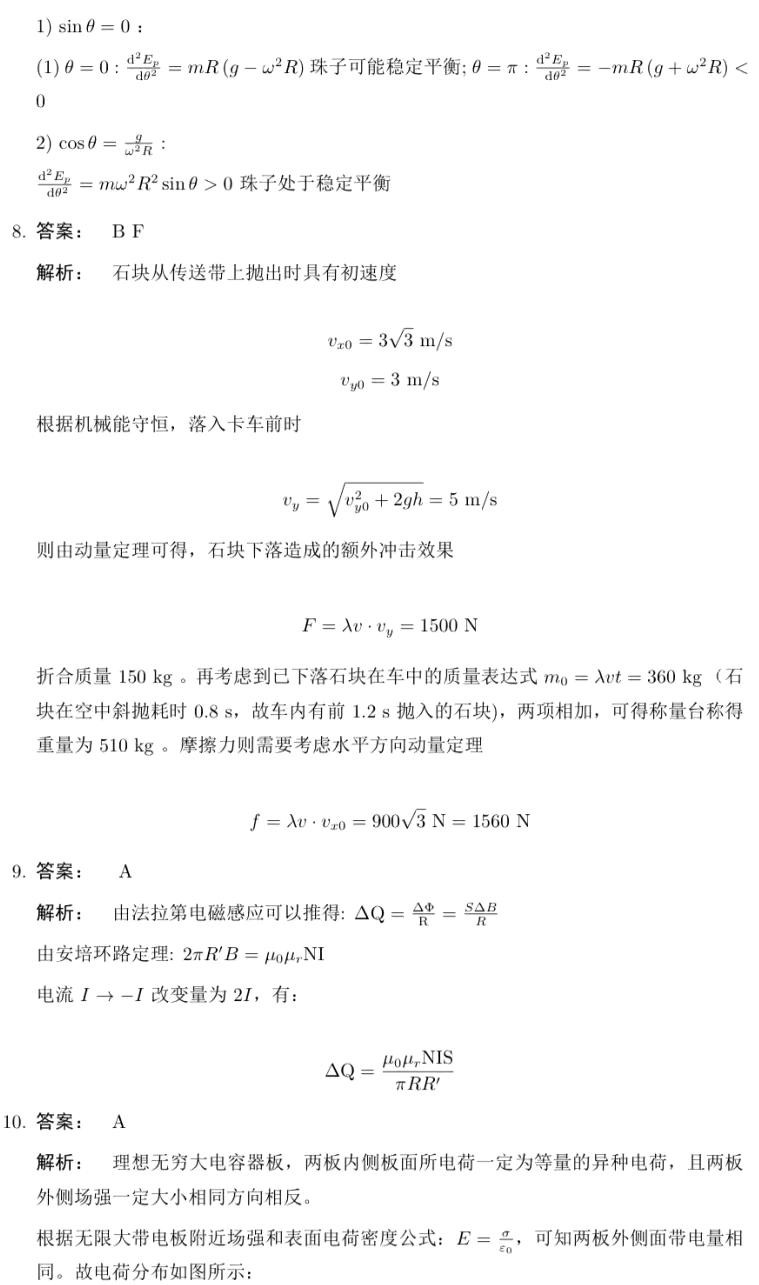 1) sin θ = 0 :
(1) θ = 0 : d²Eₚ/dθ² = mR (g − ω²R) 珠子可能稳定平衡; θ = π : d²Eₚ/dθ² = −mR (g + ω²R) <
0
2) cos θ = g/ω²R :
d²Eₚ/dθ² = mω²R² sin θ > 0 珠子处于稳定平衡
8. 答案： B F
解析： 石块从传送带上抛出时具有初速度
vₓ₀ = 3√3 m/s
v_y0 = 3 m/s
根据机械能守恒，落入卡车前时
v_y = √(v_y0² + 2gh) = 5 m/s
则由动量定理可得，石块下落造成的额外冲击效果
F = λv · v_y = 1500 N
折合质量 150 kg 。再考虑到已下落石块在车中的质量表达式 m₀ = λvt = 360 kg （石
块在空中斜抛耗时 0.8 s，故车内有前 1.2 s 抛入的石块)，两项相加，可得称量台称得
重量为 510 kg 。摩擦力则需要考虑水平方向动量定理
f = λv · vₓ₀ = 900√3 N = 1560 N
9. 答案： A
解析： 由法拉第电磁感应可以推得: ΔQ = ΔΦ/R = SΔB/R
由安培环路定理: 2πR′B = μ₀μᵣNI
电流 I → −I 改变量为 2I，有：
ΔQ = μ₀μᵣNIS/πRR′
10. 答案： A
解析： 理想无穷大电容器板，两板内侧板面所电荷一定为等量的异种电荷，且两板
外侧场强一定大小相同方向相反。
根据无限大带电板附近场强和表面电荷密度公式：E = σ/ε₀，可知两板外侧面带电量相
同。故电荷分布如图所示：